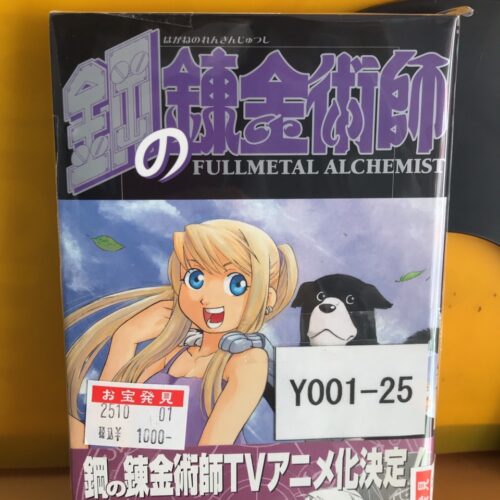 はがねのれんきんじゅつし
鋼の錬金術師
FULLMETAL ALCHEMIST
お宝発見
2510 01
1000-
Y001-25
鋼の錬金術師TVアニメ化決定
見